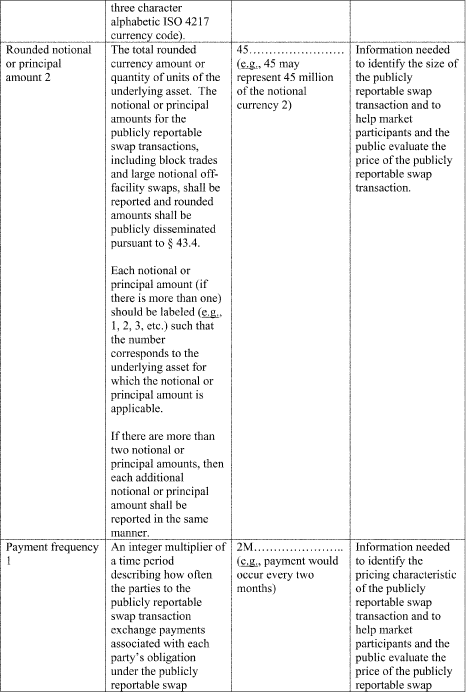 three character
alphabetic ISO 4217
currency code).
Rounded notional
or principal
amount 2
The total rounded
currency amount or
quantity of units of the
underlying asset.  The
notional or principal
amounts for the
publicly reportable
swap transactions,
including block trades
and large notional off-
facility swaps, shall be
reported and rounded
amounts shall be
publicly disseminated
pursuant to § 43.4.
Each notional or
principal amount (if
there is more than one)
should be labeled (e.g.,
1, 2, 3, etc.) such that
the number
corresponds to the
underlying asset for
which the notional or
principal amount is
applicable.
If there are more than
two notional or
principal amounts, then
each additional
notional or principal
amount shall be
reported in the same
manner.
45……………………
(e.g., 45 may
represent 45 million
of the notional
currency 2)
Information needed
to identify the size of
the publicly
reportable swap
transaction and to
help market
participants and the
public evaluate the
price of the publicly
reportable swap
transaction.
Payment frequency
1
An integer multiplier of
a time period
describing how often
the parties to the
publicly reportable
swap transaction
exchange payments
associated with each
party’s obligation
under the publicly
reportable swap
2M…………………..
(e.g., payment would
occur every two
months)
Information needed
to identify the
pricing characteristic
of the publicly
reportable swap
transaction and to
help market
participants and the
public evaluate the
price of the publicly
reportable swap